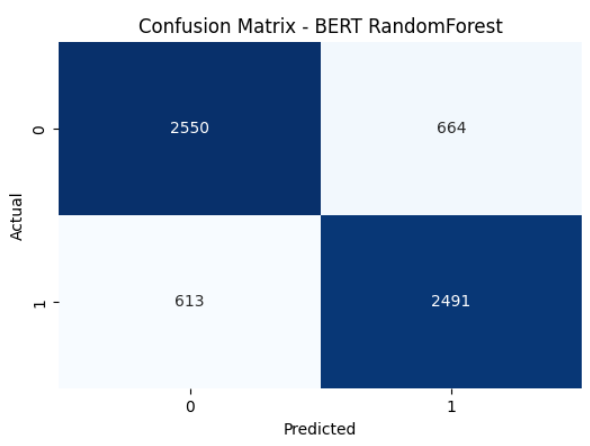 Confusion Matrix - BERT RandomForest
Actual
0
2550
664
1
613
2491
0
1
Predicted